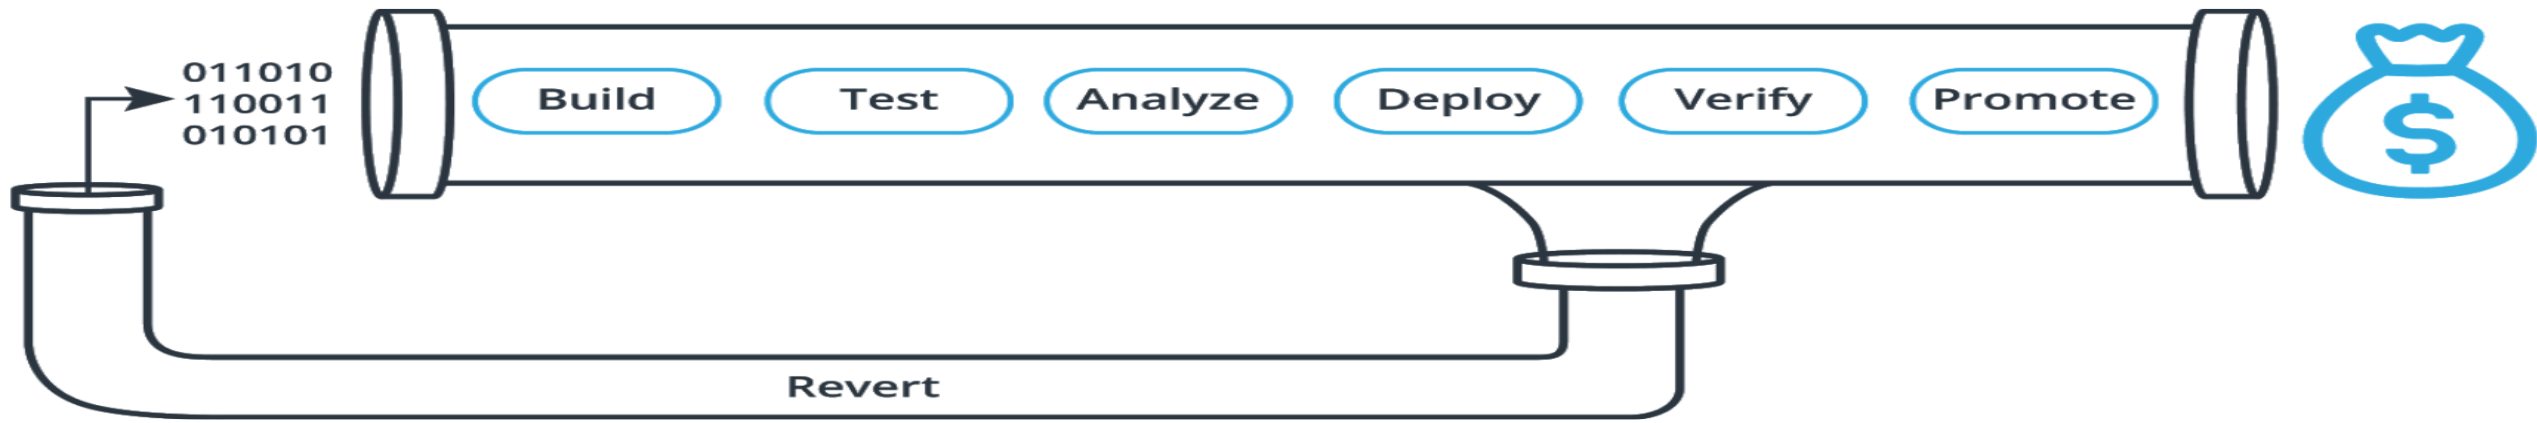 011010
110011
010101
Build
Test
Analyze
Deploy
Verify
Promote
$
Revert